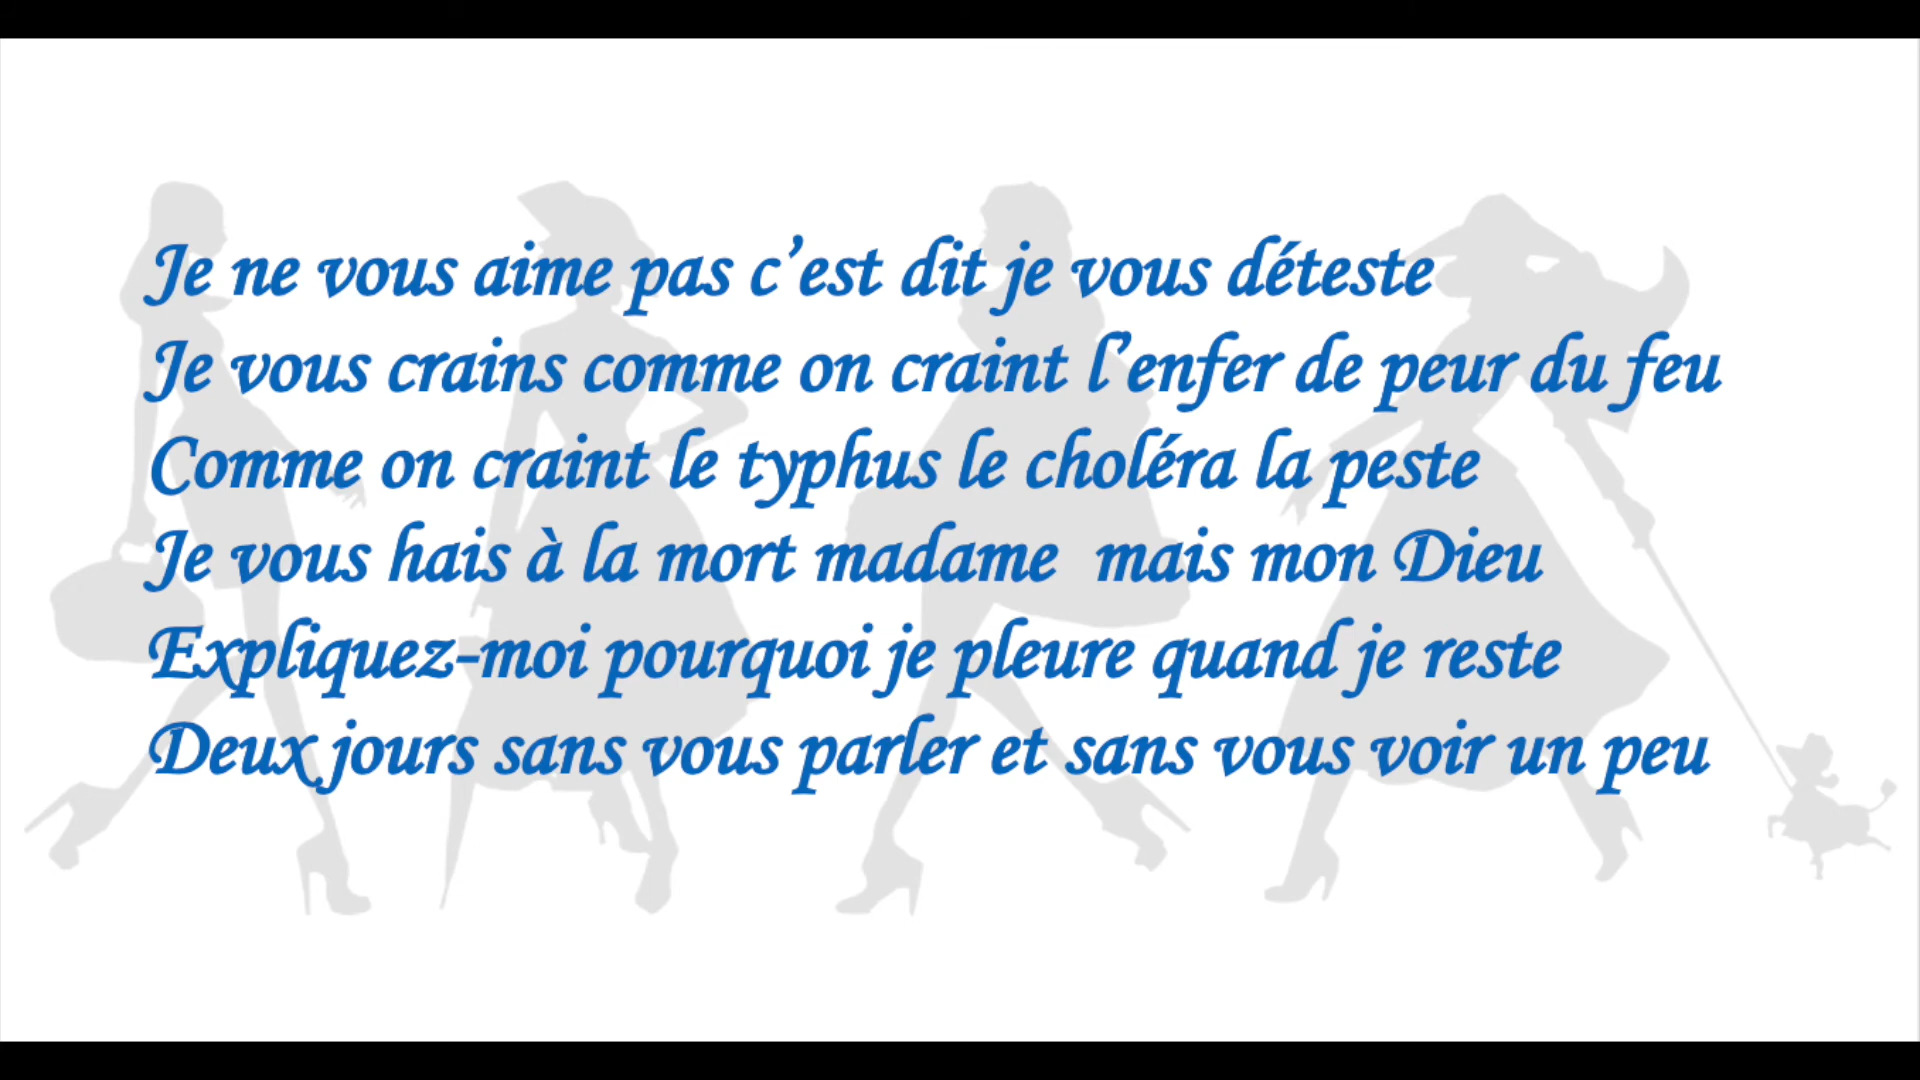 Je ne vous aime pas c’est dit je vous déteste
Je vous crains comme on craint l’enfer de peur du feu
Comme on craint le typhus le choléra la peste
Je vous hais à la mort madame  mais mon Dieu
Expliquez-moi pourquoi je pleure quand je reste
Deux jours sans vous parler et sans vous voir un peu